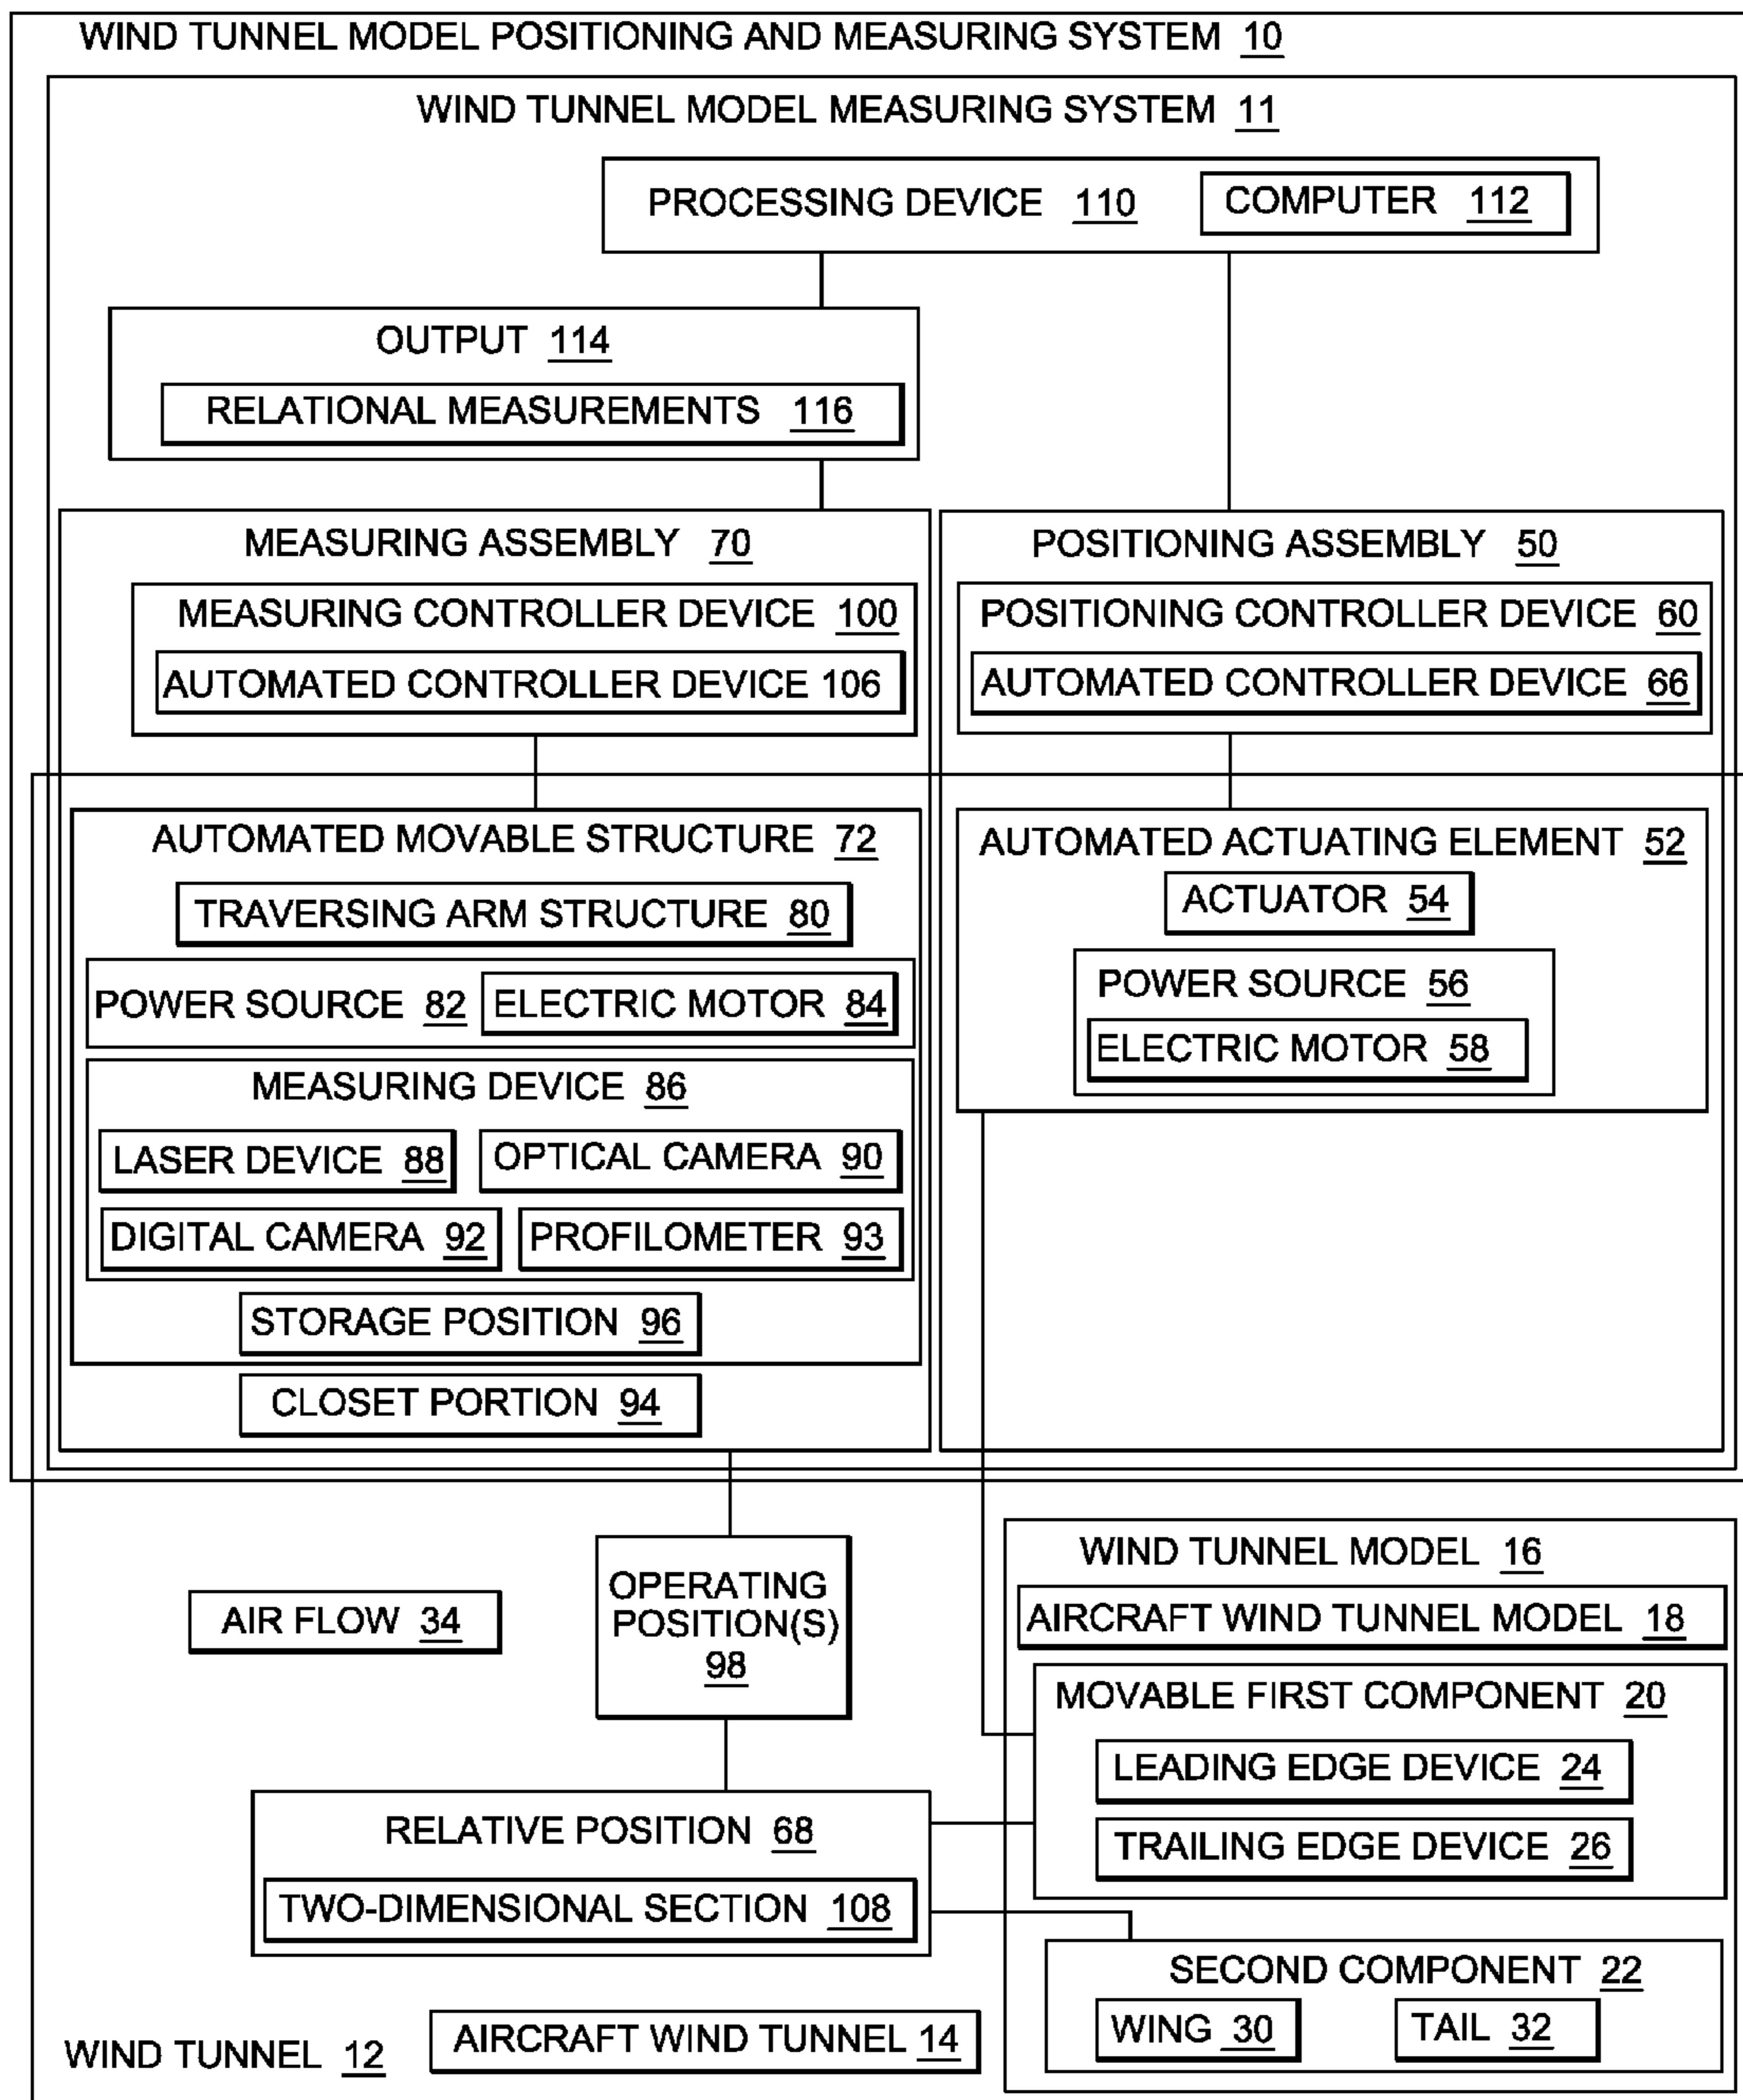 WIND TUNNEL MODEL POSITIONING AND MEASURING SYSTEM 10
WIND TUNNEL MODEL MEASURING SYSTEM 11
PROCESSING DEVICE 110
COMPUTER 112
OUTPUT 114
RELATIONAL MEASUREMENTS 116
MEASURING ASSEMBLY 70
MEASURING CONTROLLER DEVICE 100
AUTOMATED CONTROLLER DEVICE 106
POSITIONING ASSEMBLY 50
POSITIONING CONTROLLER DEVICE 60
AUTOMATED CONTROLLER DEVICE 66
AUTOMATED MOVABLE STRUCTURE 72
TRAVERSING ARM STRUCTURE 80
POWER SOURCE 82
ELECTRIC MOTOR 84
MEASURING DEVICE 86
LASER DEVICE 88
OPTICAL CAMERA 90
DIGITAL CAMERA 92
PROFILOMETER 93
STORAGE POSITION 96
CLOSET PORTION 94
AUTOMATED ACTUATING ELEMENT 52
ACTUATOR 54
POWER SOURCE 56
ELECTRIC MOTOR 58
AIR FLOW 34
OPERATING
POSITION(S)
98
WIND TUNNEL MODEL 16
AIRCRAFT WIND TUNNEL MODEL 18
MOVABLE FIRST COMPONENT 20
LEADING EDGE DEVICE 24
TRAILING EDGE DEVICE 26
RELATIVE POSITION 68
TWO-DIMENSIONAL SECTION 108
SECOND COMPONENT 22
WING 30
TAIL 32
WIND TUNNEL 12
AIRCRAFT WIND TUNNEL 14